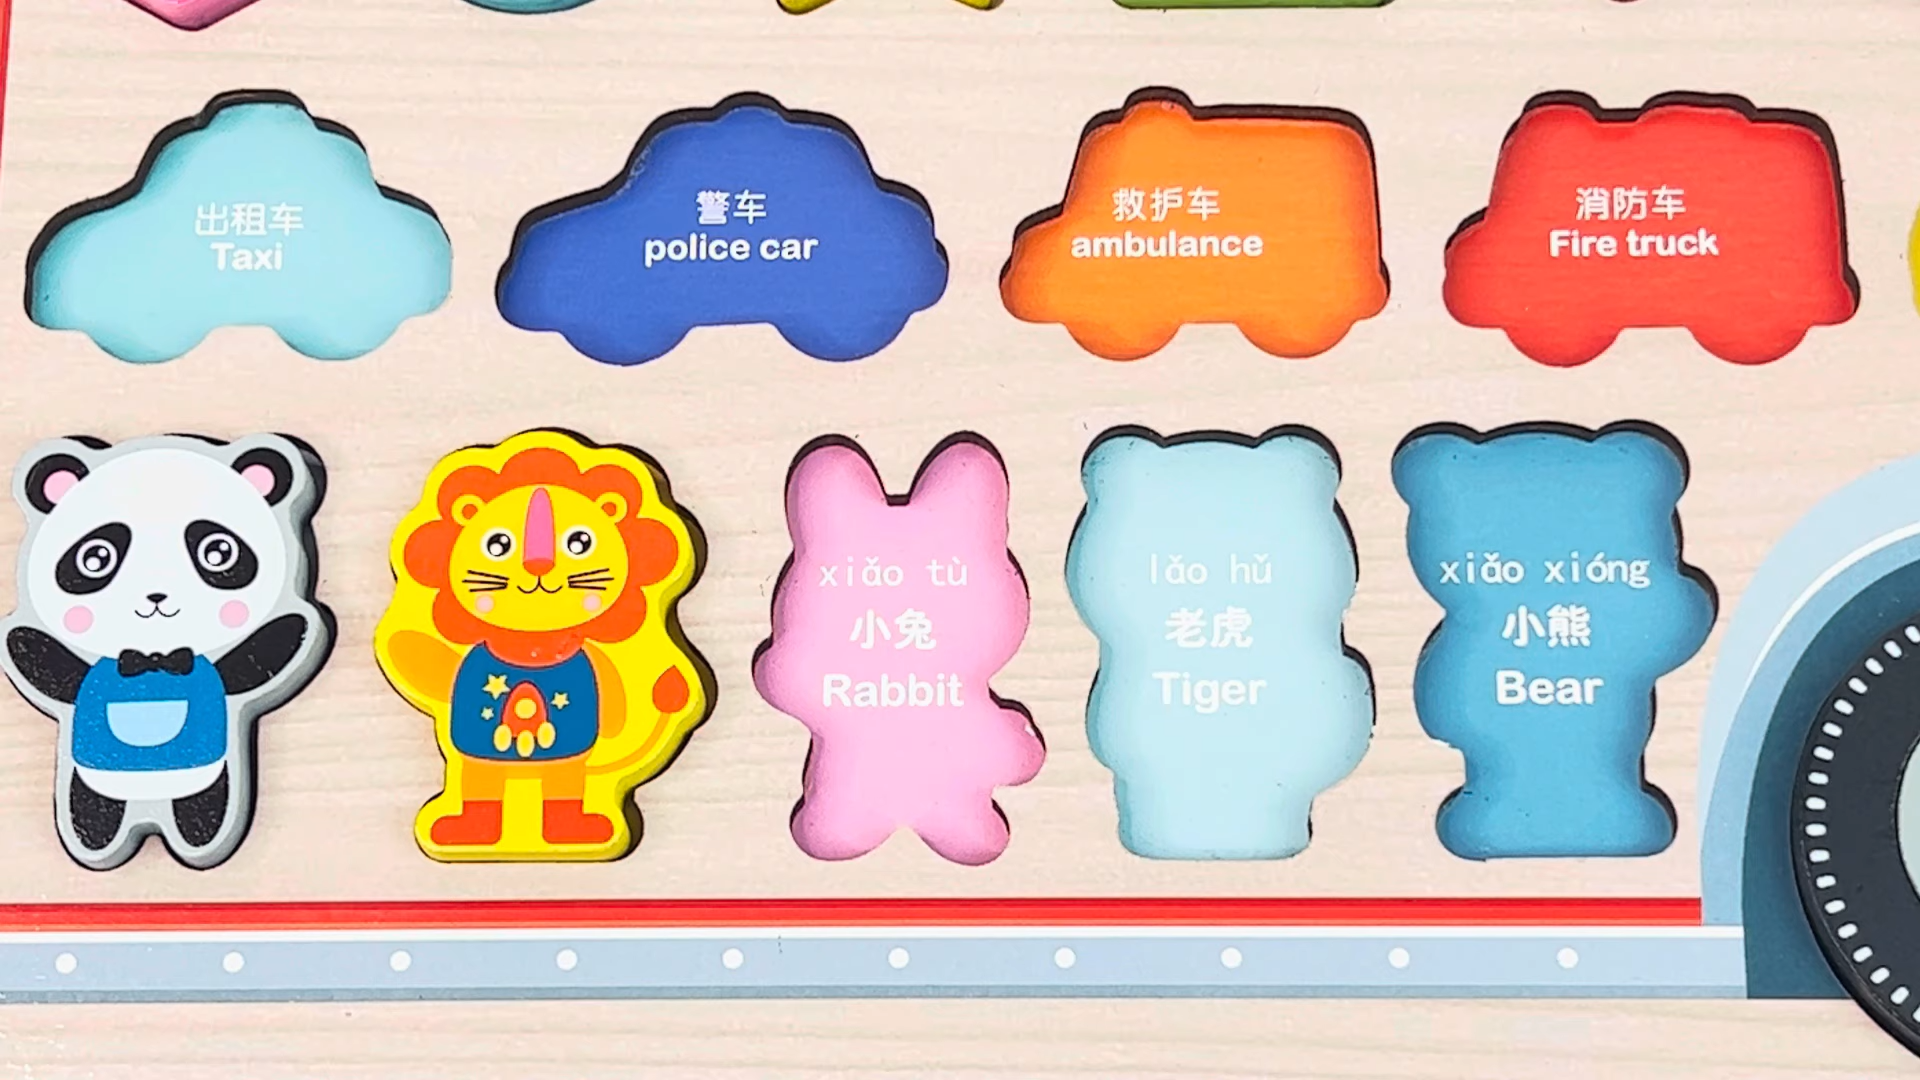 出租车
Taxi
警车
police car
救护车
ambulance
消防车
Fire truck
xiǎo tù
小兔
Rabbit
lǎo hǔ
老虎
Tiger
xiǎo xióng
小熊
Bear